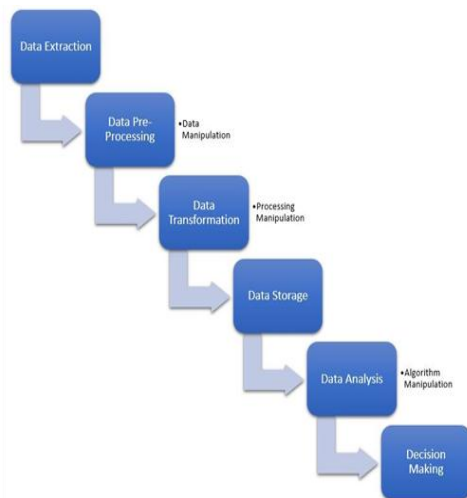 Data Extraction
Data Pre-
Processing
•Data
Manipulation
Data
Transformation
•Processing
Manipulation
Data Storage
Data Analysis
•Algorithm
Manipulation
Decision
Making